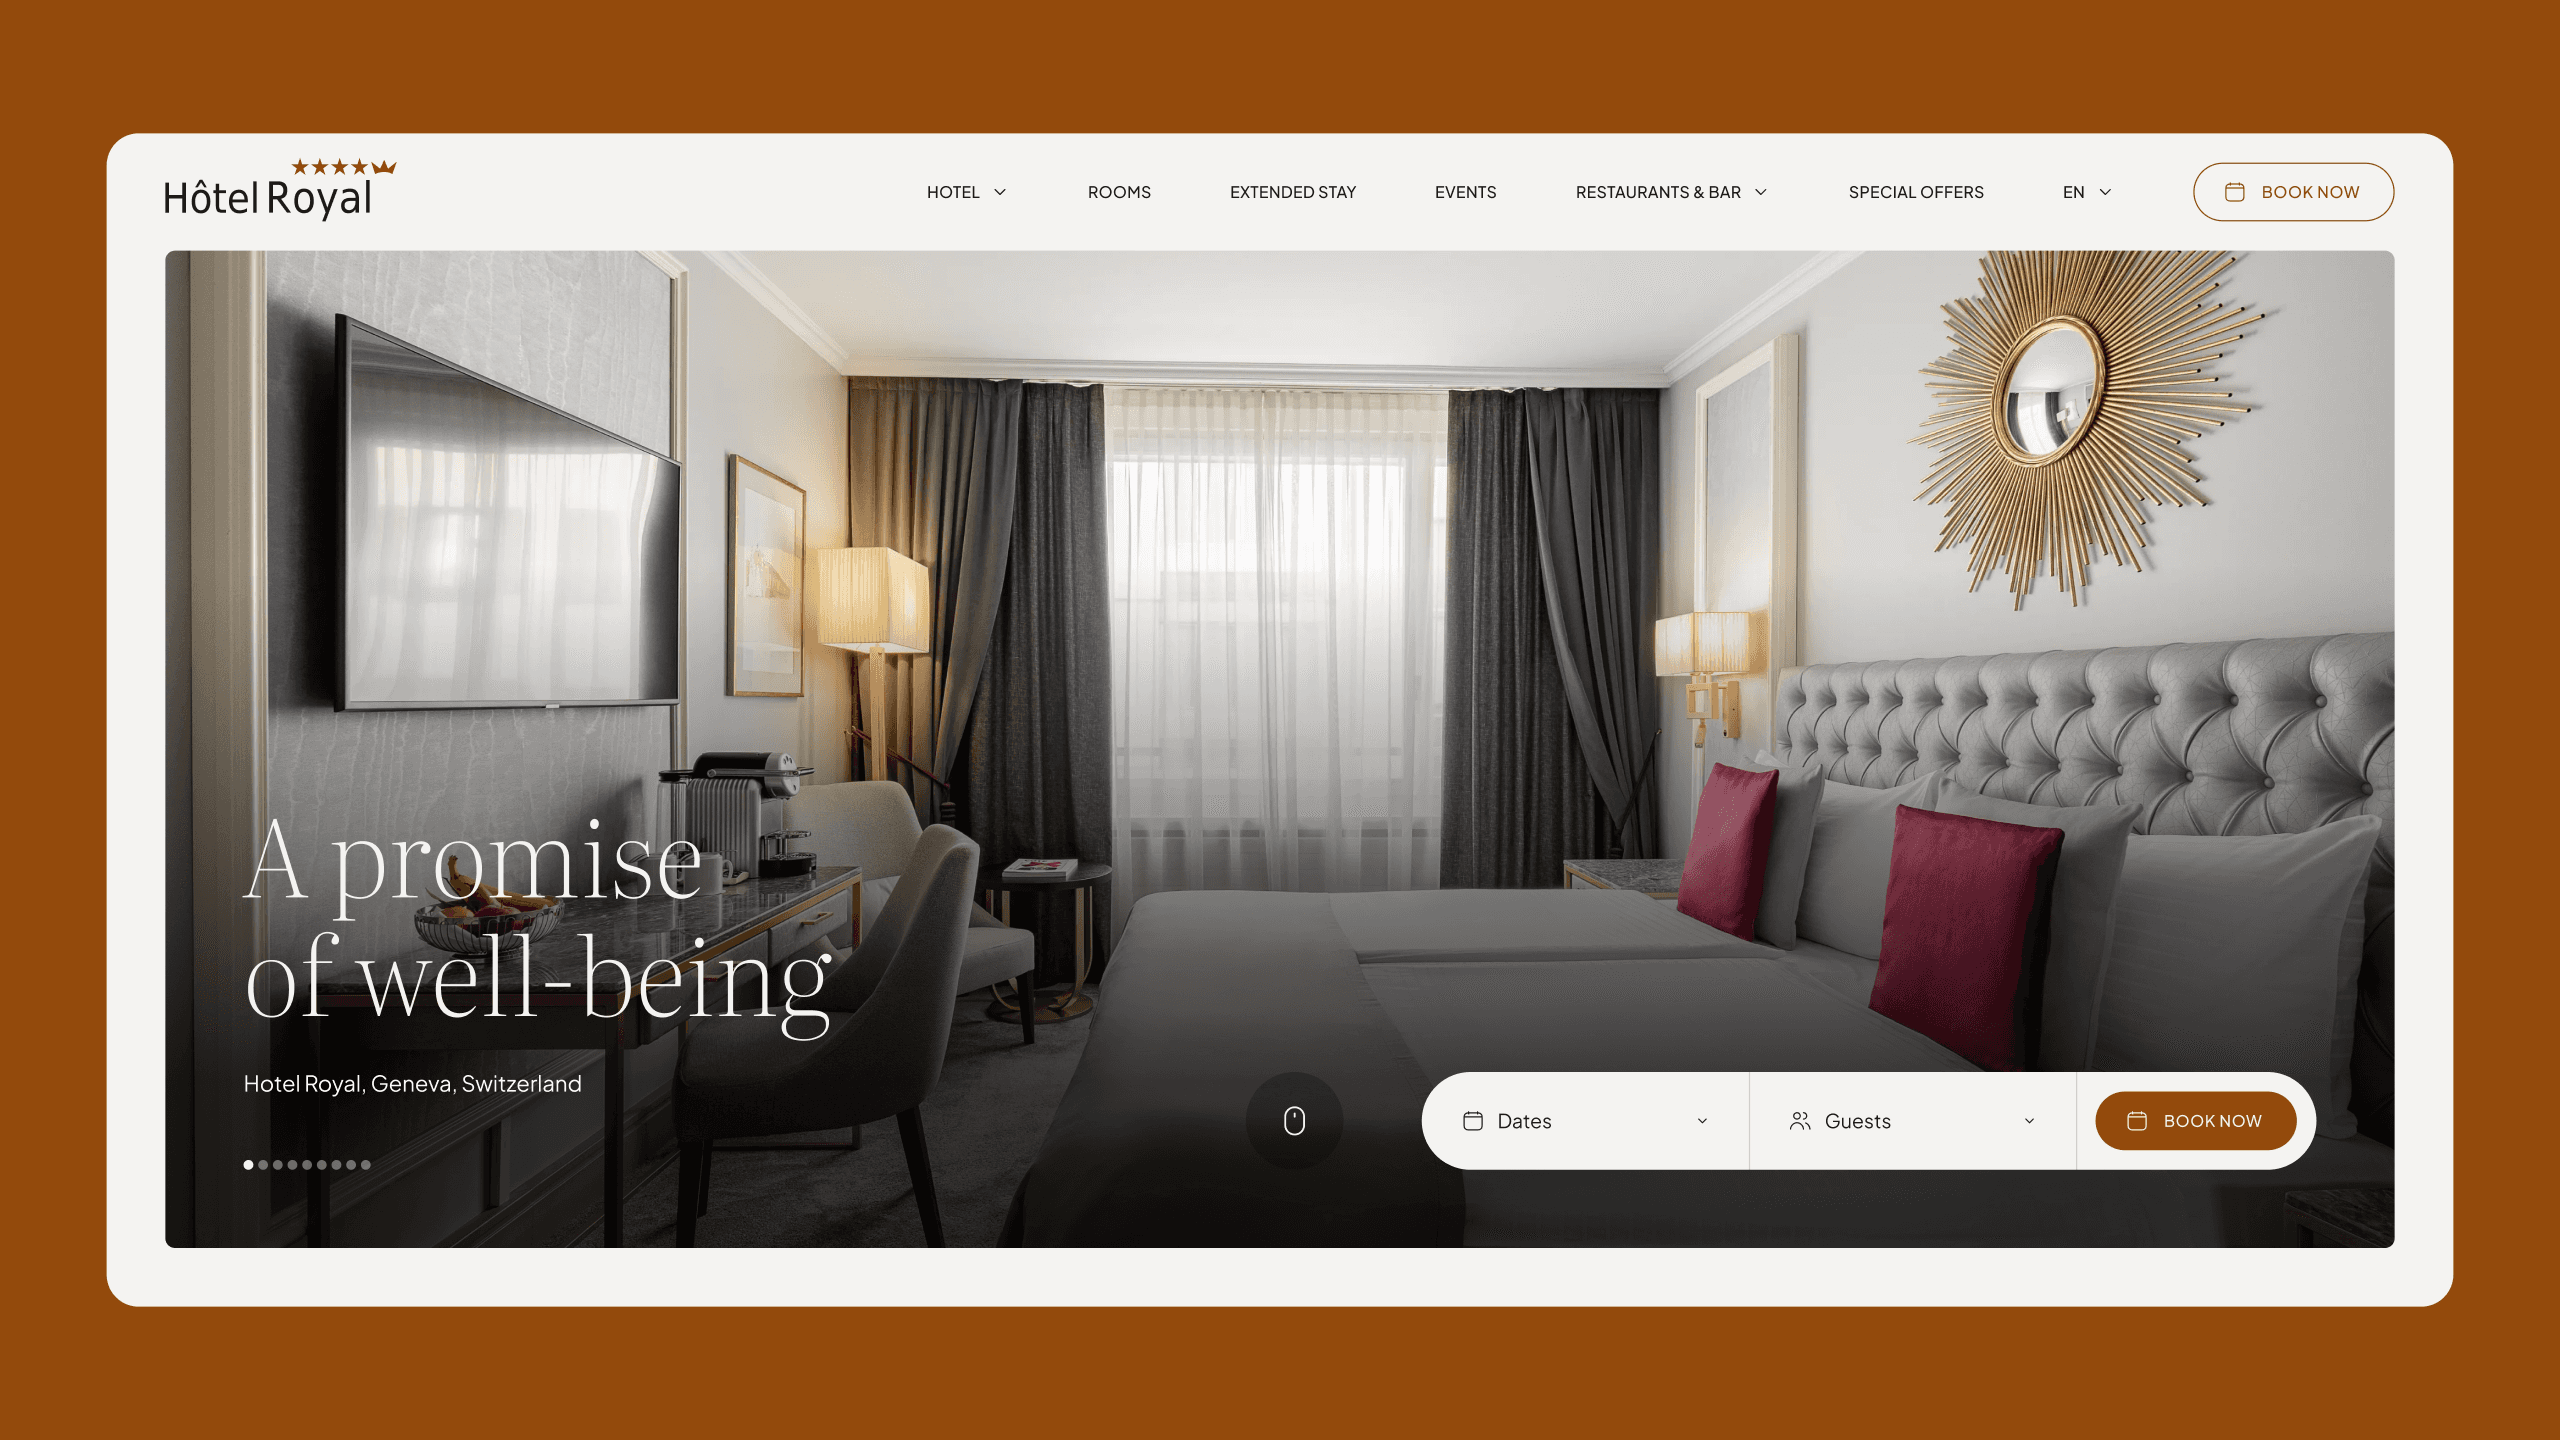 Hôtel Royal
HOTEL
ROOMS
EXTENDED STAY
EVENTS
RESTAURANTS & BAR
SPECIAL OFFERS
EN
BOOK NOW
A promise
of well-being
Hotel Royal, Geneva, Switzerland
Dates
Guests
BOOK NOW